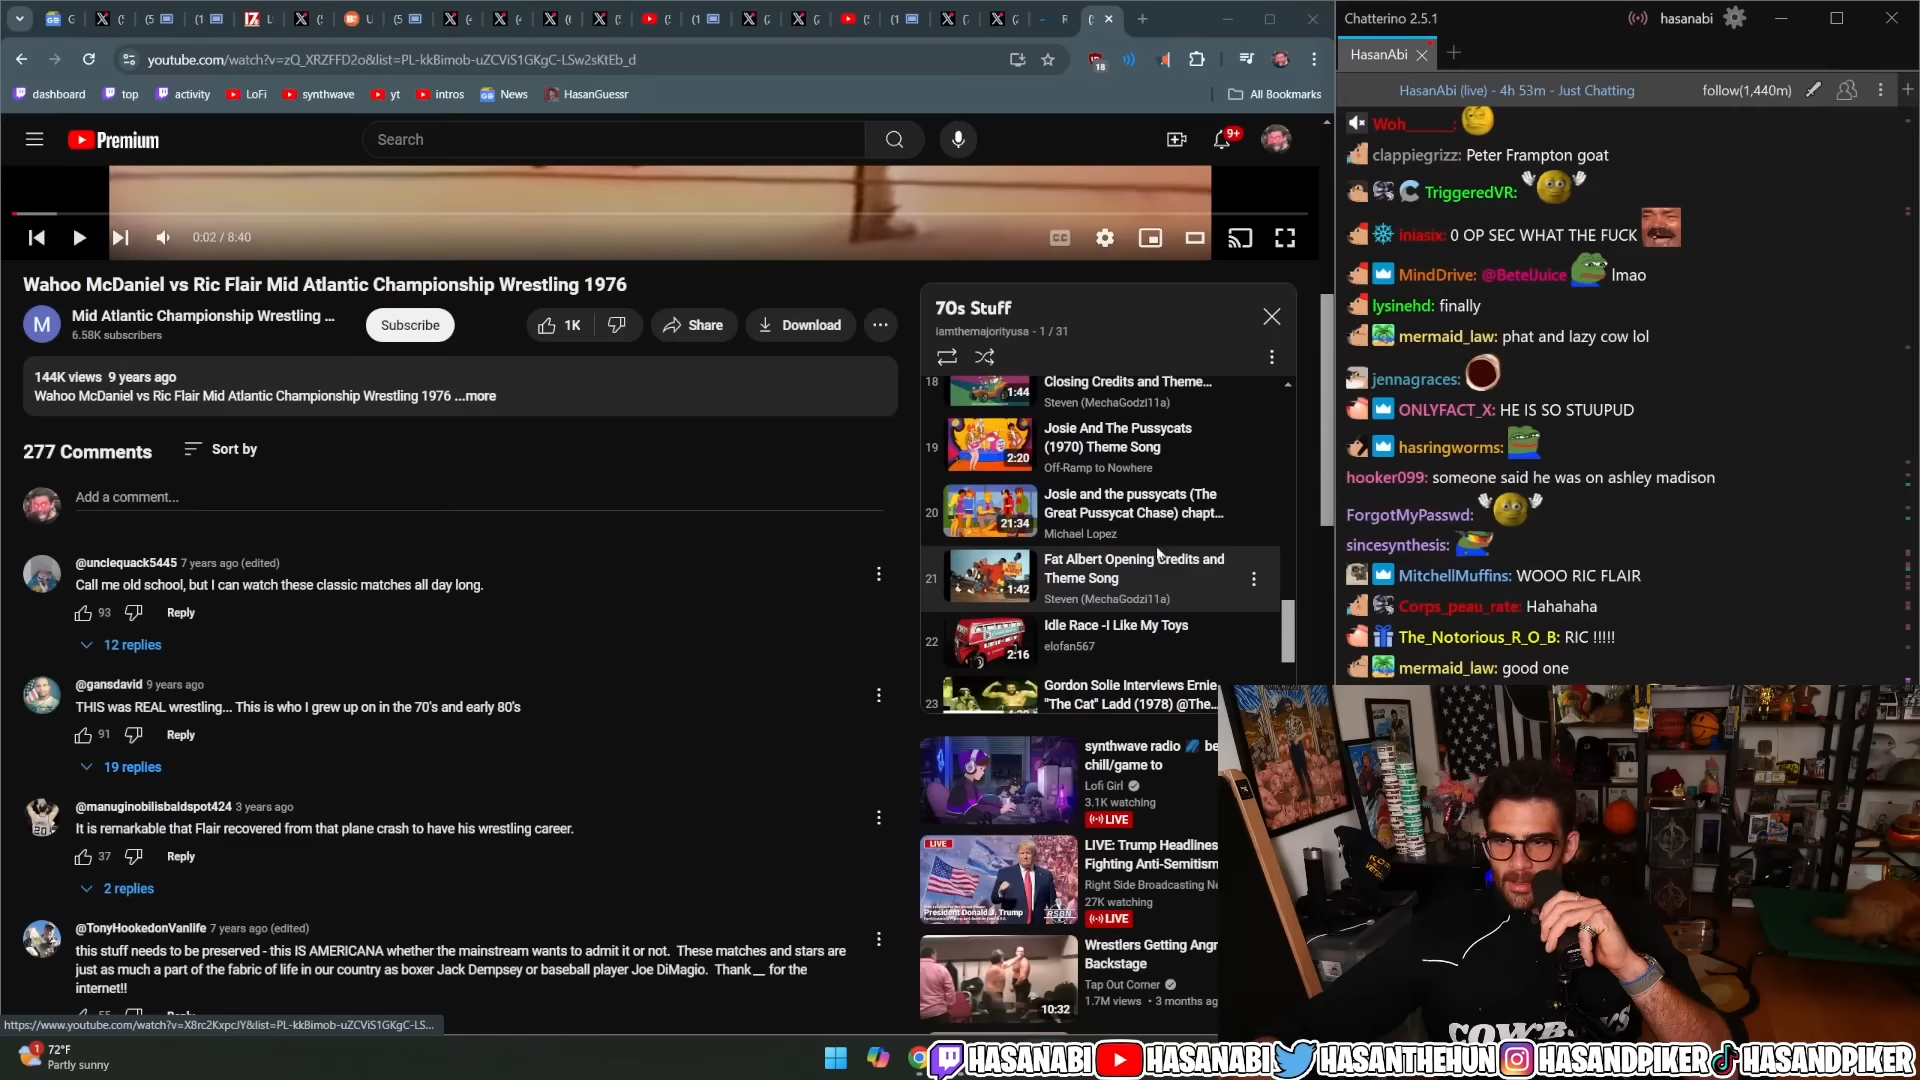 Chatterino 2.5.1
hasanabi
youtube.com/watch?v=zQ_XRZFFD2o&list=PL-kkBimob-uZCViS1GKgC-LSw2sKtEb_d
18
HasanAbi
dashboard
top
activity
LoFi
synthwave
yt
intros
News
HasanGuessr
All Bookmarks
HasanAbi (live) - 4h 53m - Just Chatting
follow(1,440m)
Premium
Search
9+
0:02 / 8:40
CC
Wahoo McDaniel vs Ric Flair Mid Atlantic Championship Wrestling 1976
M
Mid Atlantic Championship Wrestling ...
6.58K subscribers
Subscribe
1K
Share
Download
144K views 9 years ago
Wahoo McDaniel vs Ric Flair Mid Atlantic Championship Wrestling 1976 ...more
277 Comments
Sort by
Add a comment...
@unclequack5445 7 years ago (edited)
Call me old school, but I can watch these classic matches all day long.
93
Reply
12 replies
@gansdavid 9 years ago
THIS was REAL wrestling... This is who I grew up on in the 70's and early 80's
91
Reply
19 replies
@manuginobilisbaldspot424 3 years ago
It is remarkable that Flair recovered from that plane crash to have his wrestling career.
37
Reply
2 replies
@TonyHookedonVanlife 7 years ago (edited)
this stuff needs to be preserved - this IS AMERICANA whether the mainstream wants to admit it or not. These matches and stars are
just as much a part of the fabric of life in our country as boxer Jack Dempsey or baseball player Joe DiMagio. Thank__ for the
internet!!
https://www.youtube.com/watch?v=X8rc2KxpcJY&list=PL-kkBimob-uZCViS1GKgC-LS...
70s Stuff
iamthemajorityusa - 1 / 31
18
1:44
Closing Credits and Theme...
Steven (MechaGodzi11a)
19
2:20
Josie And The Pussycats
(1970) Theme Song
Off-Ramp to Nowhere
20
21:34
Josie and the pussycats (The
Great Pussycat Chase) chapt...
Michael Lopez
21
1:42
Fat Albert Opening Credits and
Theme Song
Steven (MechaGodzi11a)
22
2:16
Idle Race -I Like My Toys
elofan567
23
Gordon Solie Interviews Ernie
"The Cat" Ladd (1978) @The...
synthwave radio be
chill/game to
Lofi Girl
3.1K watching
LIVE
LIVE
President Donald J. Trump
RSBN
LIVE: Trump Headlines
Fighting Anti-Semitism
Right Side Broadcasting Ne
27K watching
LIVE
10:32
Wrestlers Getting Angr
Backstage
Tap Out Corner
1.7M views • 3 months ag
Woh______:
clappiegrizz: Peter Frampton goat
TriggeredVR:
iniasix: 0 OP SEC WHAT THE FUCK
MindDrive: @BetelJuice lmao
lysinehd: finally
mermaid_law: phat and lazy cow lol
jennagraces:
ONLYFACT_X: HE IS SO STUUPUD
hasringworms:
hooker099: someone said he was on ashley madison
ForgotMyPasswd:
sincesynthesis:
MitchellMuffins: WOOO RIC FLAIR
Corps_peau_rate: Hahahaha
The_Notorious_R_O_B: RIC !!!!!
mermaid_law: good one
COWBOYS
1
72°F
Partly sunny
HASANABI
HASANABI
HASANTHEHUN
HASANDPIKER
HASANDPIKER